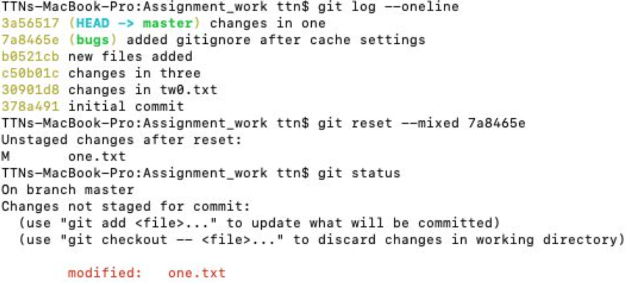 TTNs-MacBook-Pro:Assignment_work ttn$ git log --oneline
3a56517 (HEAD -> master) changes in one
7a8465e (bugs) added gitignore after cache settings
b0521cb new files added
c50b01c changes in three
30901d8 changes in tw0.txt
378a491 initial commit
TTNs-MacBook-Pro:Assignment_work ttn$ git reset --mixed 7a8465e
Unstaged changes after reset:
M       one.txt
TTNs-MacBook-Pro:Assignment_work ttn$ git status
On branch master
Changes not staged for commit:
  (use "git add <file>..." to update what will be committed)
  (use "git checkout -- <file>..." to discard changes in working directory)
        modified:   one.txt